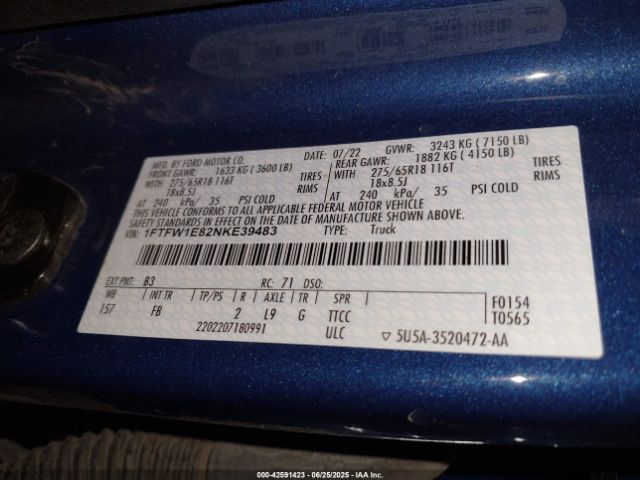 MFD. BY FORD MOTOR CO.
DATE: 07/22 GVWR: 3243 KG ( 7150 LB)
FRONT GAWR: 1633 KG ( 3600 LB) REAR GAWR: 1882 KG ( 4150 LB)
WITH 275/65R18 116T TIRES WITH 275/65R18 116T TIRES
18x8.5J RIMS 18x8.5J RIMS
AT 240 kPa/ 35 PSI COLD AT 240 kPa/ 35 PSI COLD
THIS VEHICLE CONFORMS TO ALL APPLICABLE FEDERAL MOTOR VEHICLE
SAFETY STANDARDS IN EFFECT ON THE DATE OF MANUFACTURE SHOWN ABOVE.
VIN: 1FTFW1E82NKE39483 TYPE: Truck
EXT PNT: B3 RC: 71 DSO:
WB INT TR TP/PS R AXLE TR SPR F0154
157 FB 2 L9 G TTCC T0565
2202207180991 ULC ▽ 5U5A-3520472-AA
000-42591423 - 06/25/2025 - IAA Inc.